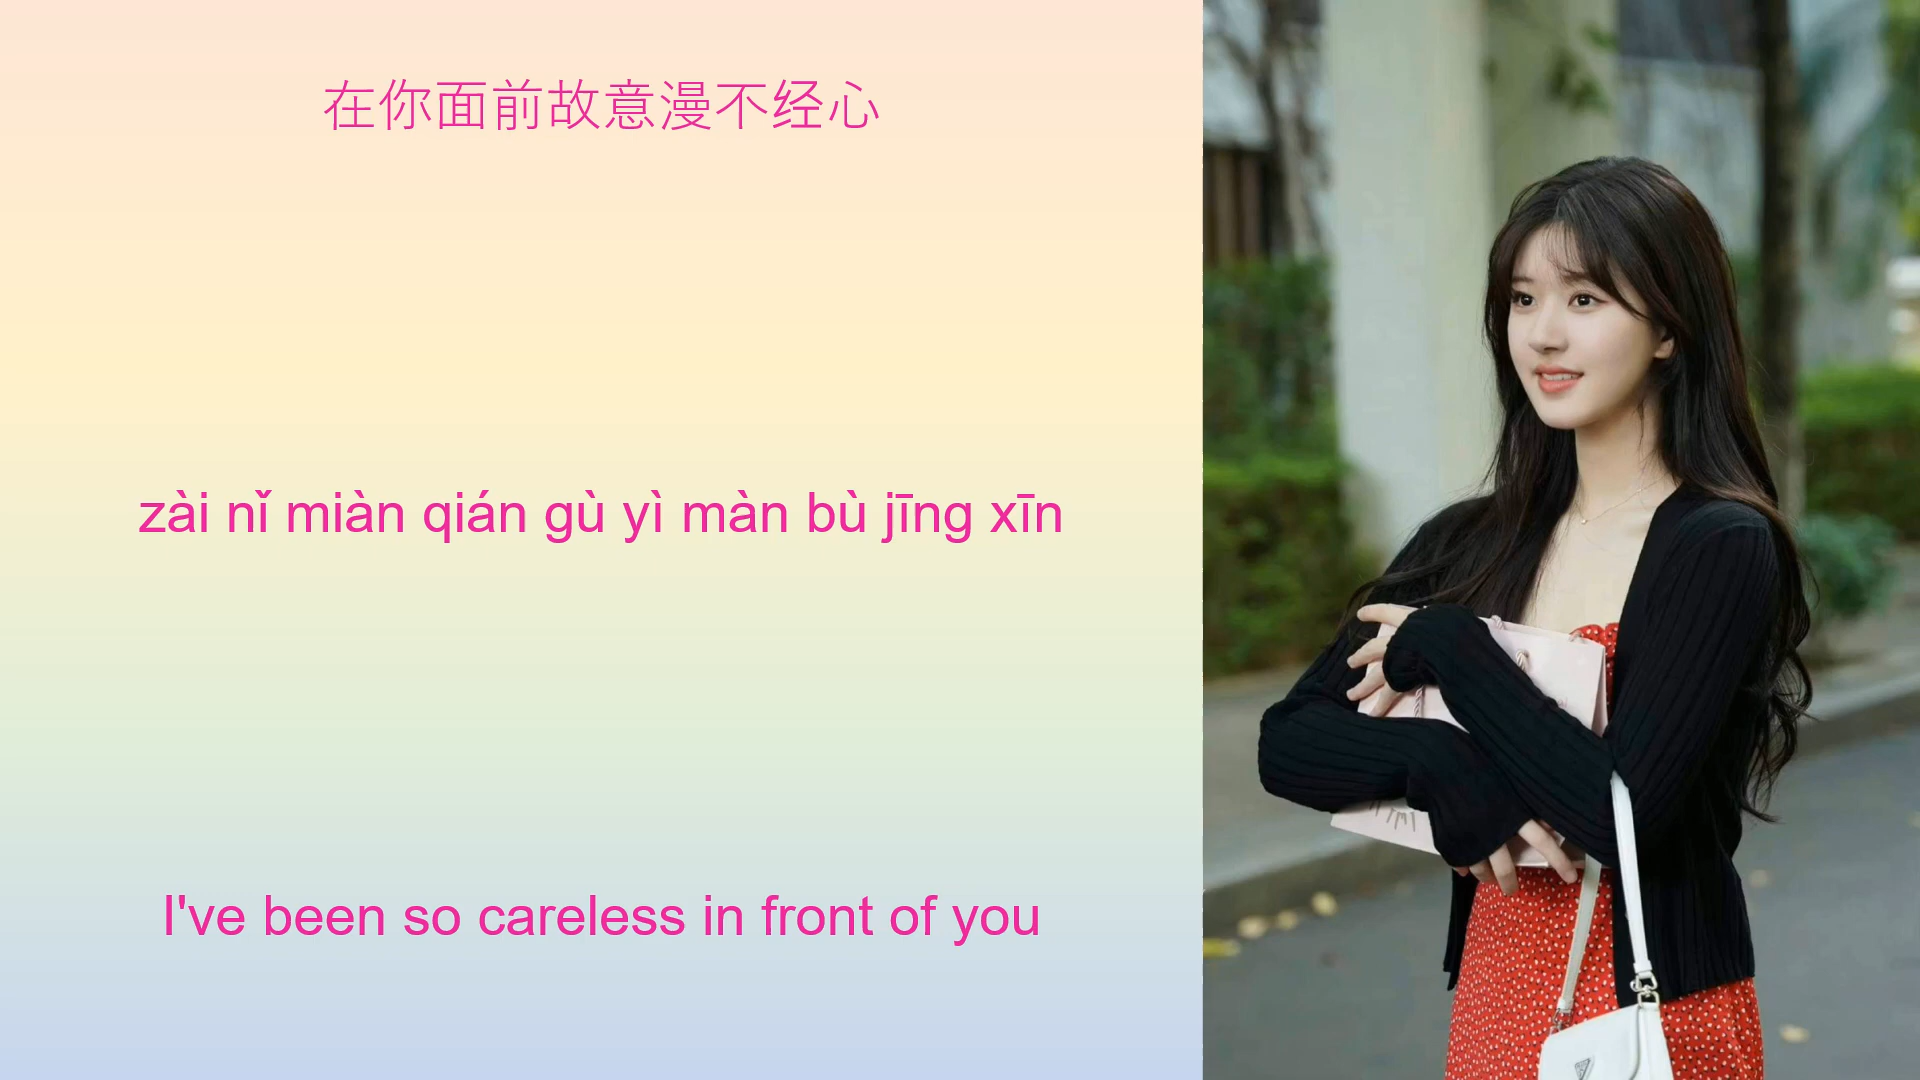 在你面前故意漫不经心
zài nǐ miàn qián gù yì màn bù jīng xīn
I've been so careless in front of you